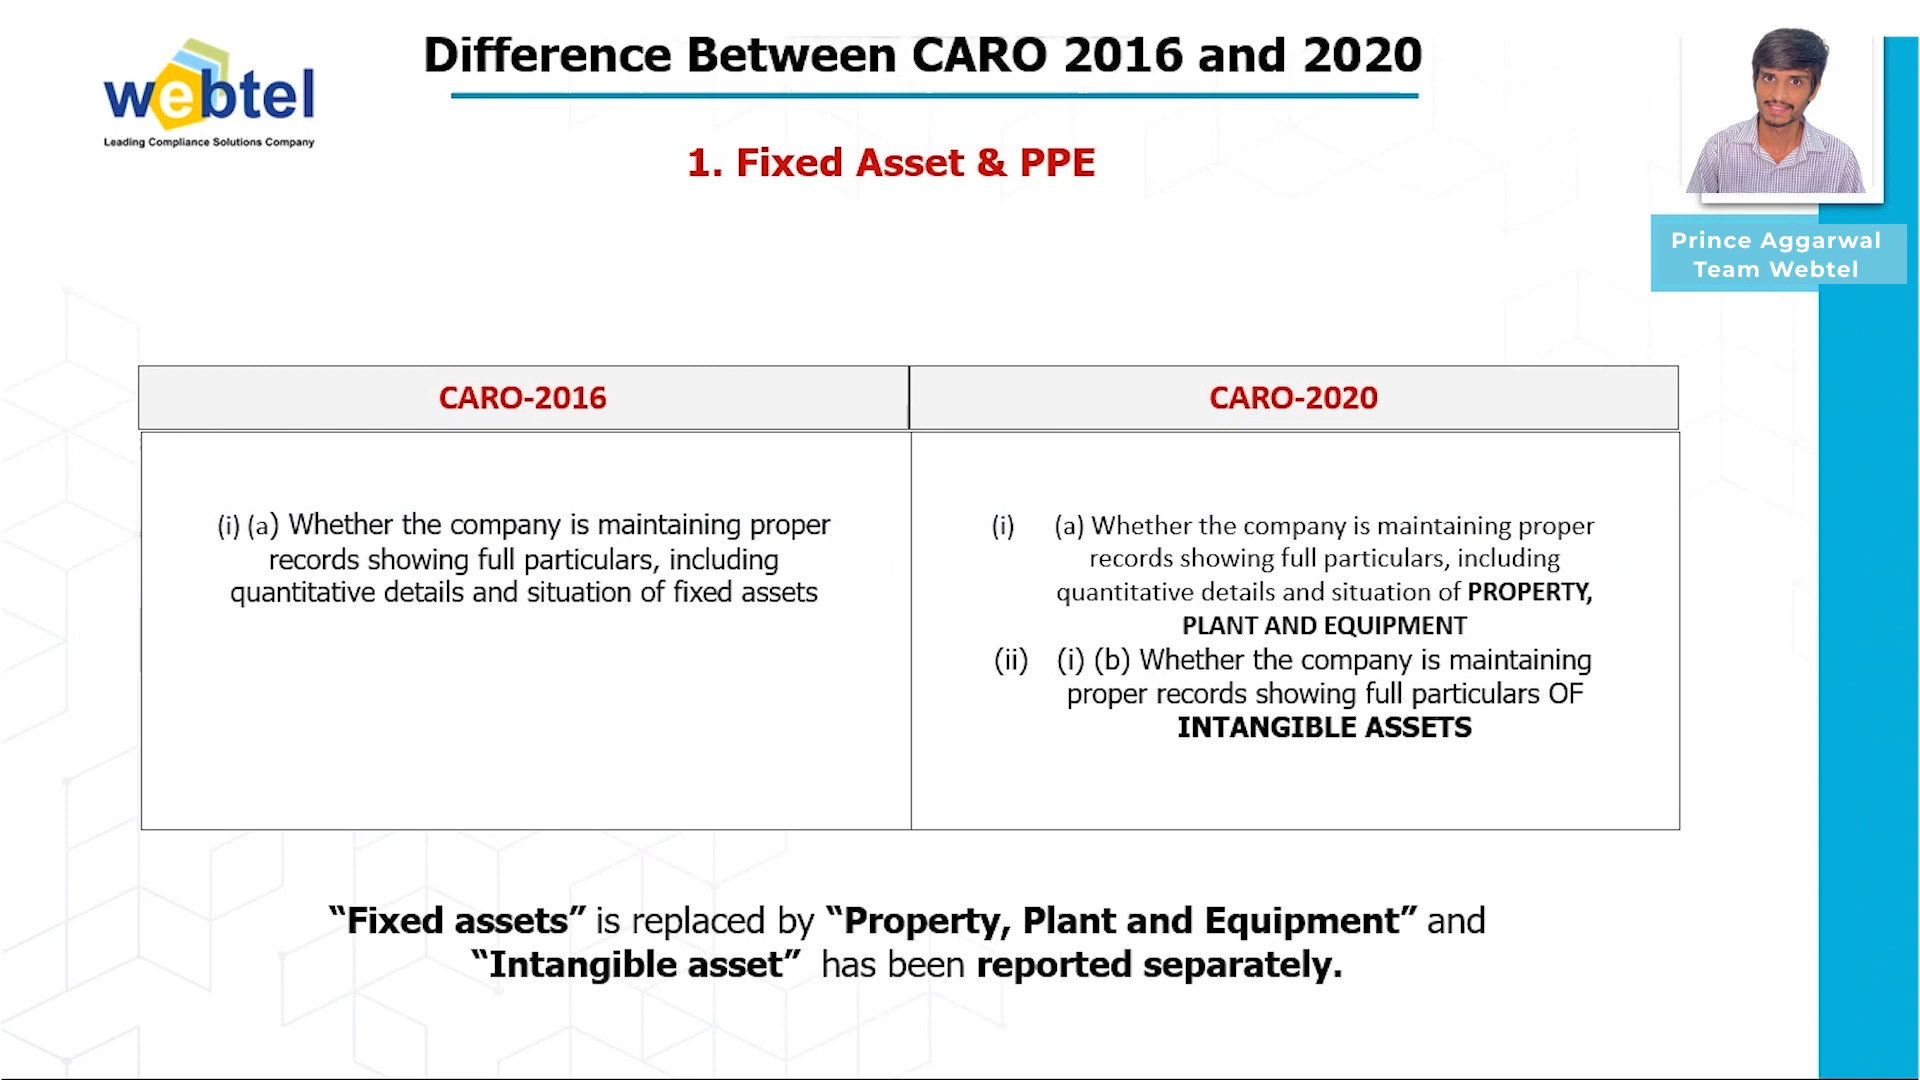 webtel
Leading Compliance Solutions Company
Difference Between CARO 2016 and 2020
1. Fixed Asset & PPE
Prince Aggarwal
Team Webtel
CARO-2016
CARO-2020
(i) (a) Whether the company is maintaining proper
records showing full particulars, including
quantitative details and situation of fixed assets
(i) (a) Whether the company is maintaining proper
records showing full particulars, including
quantitative details and situation of PROPERTY,
PLANT AND EQUIPMENT
(ii) (i) (b) Whether the company is maintaining
proper records showing full particulars OF
INTANGIBLE ASSETS
“Fixed assets” is replaced by “Property, Plant and Equipment” and
“Intangible asset” has been reported separately.